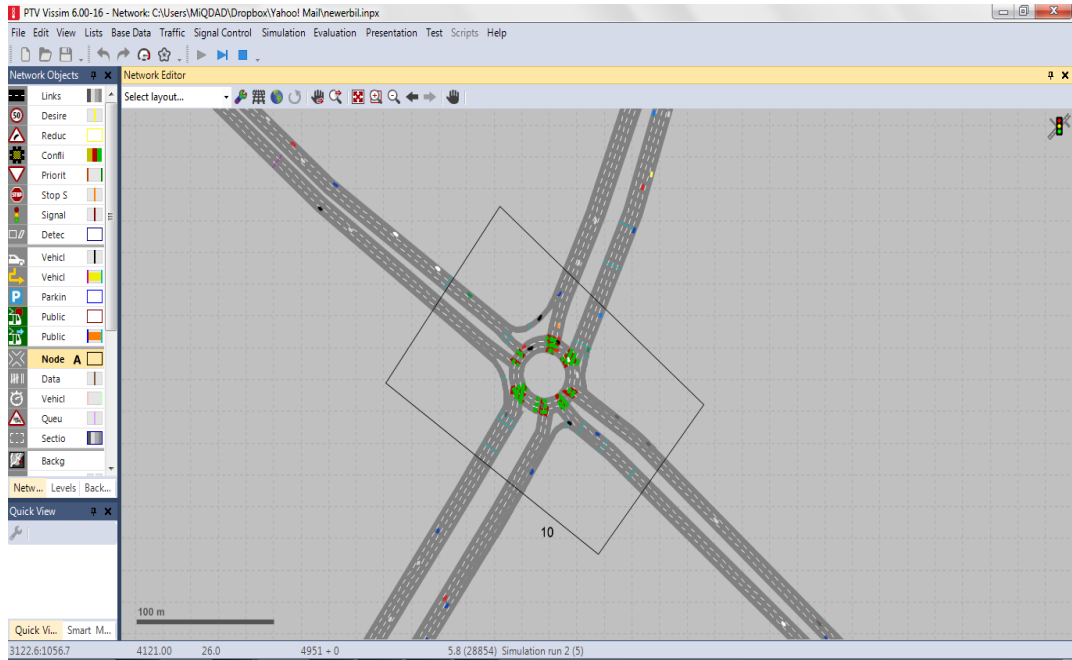 PTV Vissim 6.00-16 - Network: C:\Users\MiQDAD\Dropbox\Yahoo! Mail\newerbil.inpx
File Edit View Lists Base Data Traffic Signal Control Simulation Evaluation Presentation Test Scripts Help
Network Objects
Network Editor
Select layout...
Links
50 Desire
Reduc
Confli
Priorit
STOP Stop S
Signal
Detec
Vehicl
Vehicl
P Parkin
Public
Public
Node A
Data
Vehicl
Queu
Sectio
Backg
Netw... Levels Back...
Quick View
10
100 m
Quick Vi... Smart M...
3122.6:1056.7 4121.00 26.0 4951 + 0 5.8 (28854) Simulation run 2 (5)